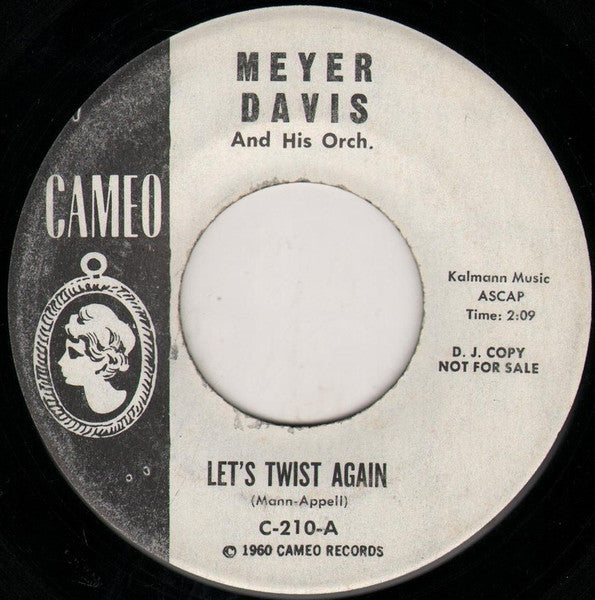 MEYER
DAVIS
And His Orch.
CAMEO
Kalmann Music
ASCAP
Time: 2:09
D. J. COPY
NOT FOR SALE
LET'S TWIST AGAIN
(Mann-Appell)
C-210-A
© 1960 CAMEO RECORDS